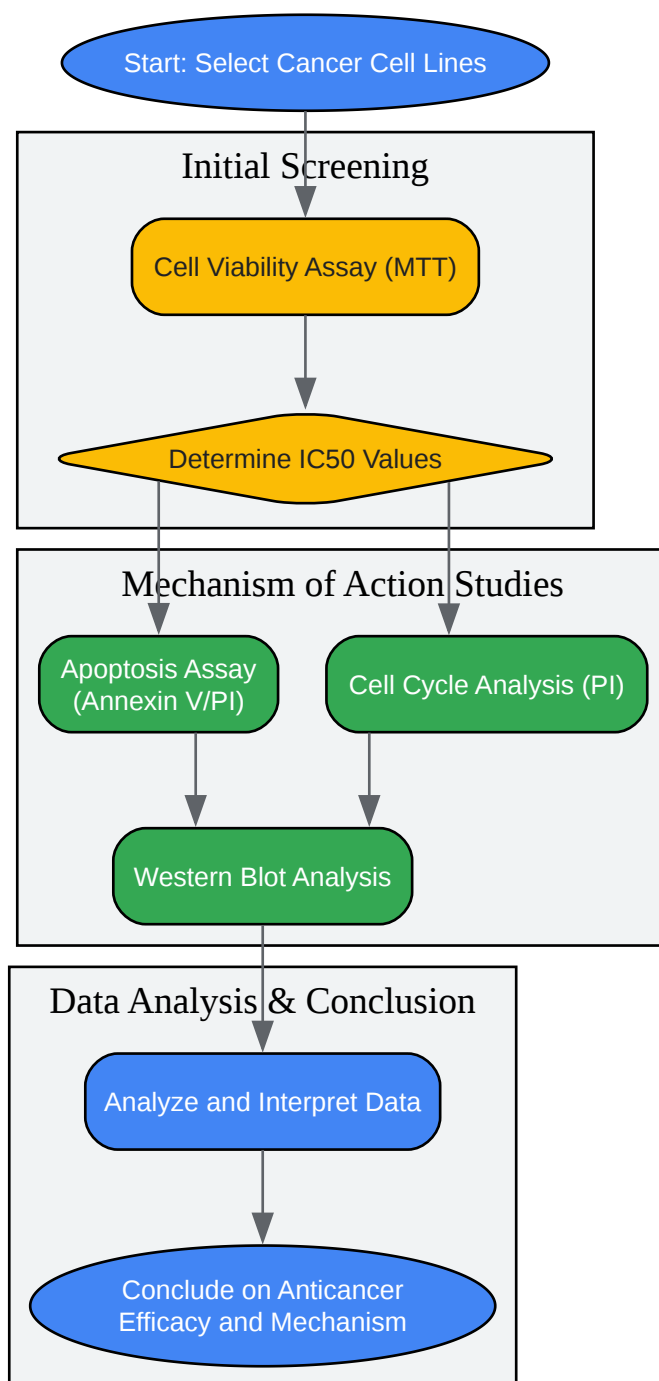 Start: Select Cancer Cell Lines
Initial Screening
Cell Viability Assay (MTT)
Determine IC50 Values
Mechanism of Action Studies
Apoptosis Assay
(Annexin V/PI)
Cell Cycle Analysis (PI)
Western Blot Analysis
Data Analysis & Conclusion
Analyze and Interpret Data
Conclude on Anticancer
Efficacy and Mechanism